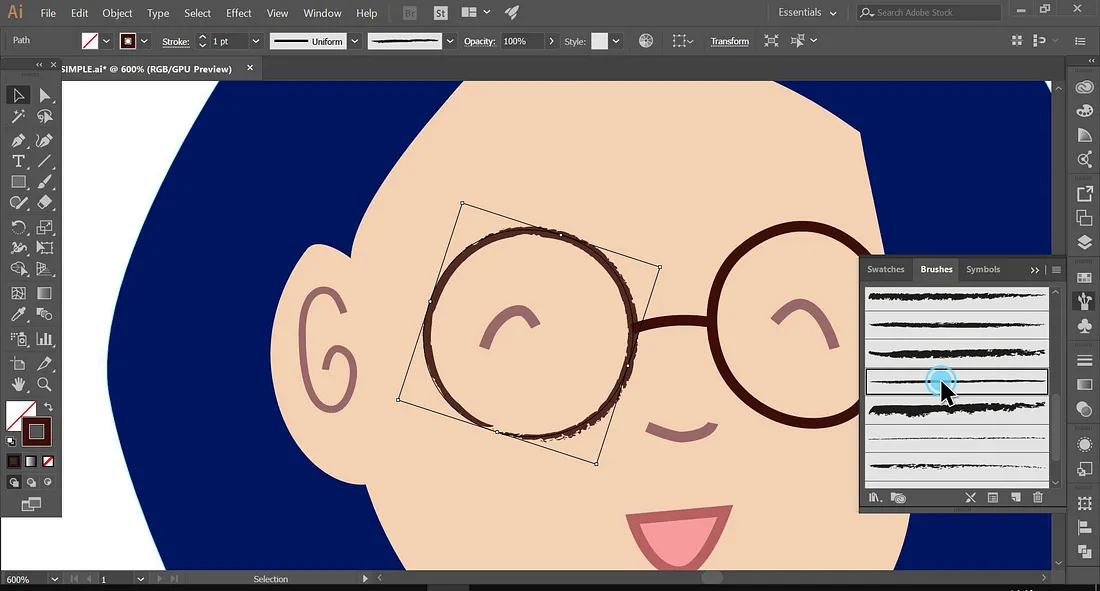 Ai File Edit Object Type Select Effect View Window Help Br St Essentials Search Adobe Stock
Path Stroke: 1 pt Uniform Opacity: 100% Style: Transform
SIMPLE.ai* @ 600% (RGB/GPU Preview)
T
Swatches Brushes Symbols
600% 1 Selection